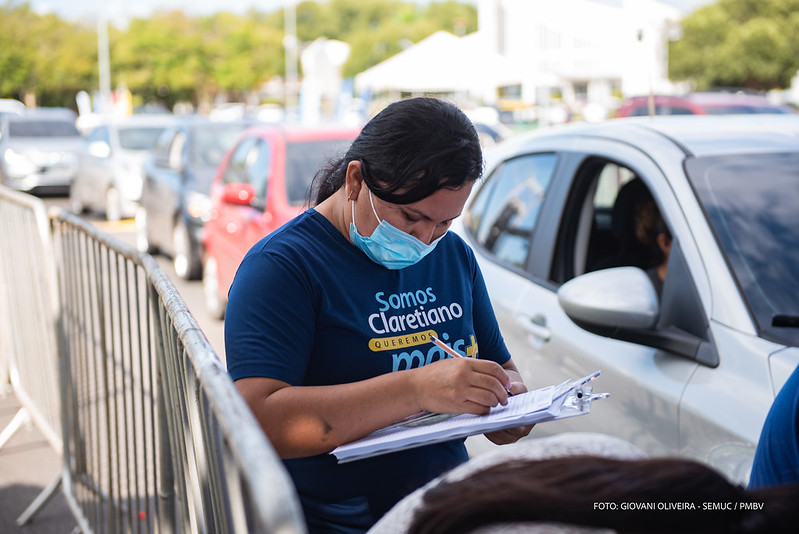 Somos
Claretiano
QUEREMOS
mais+
FOTO: GIOVANI OLIVEIRA - SEMUC / PMBV